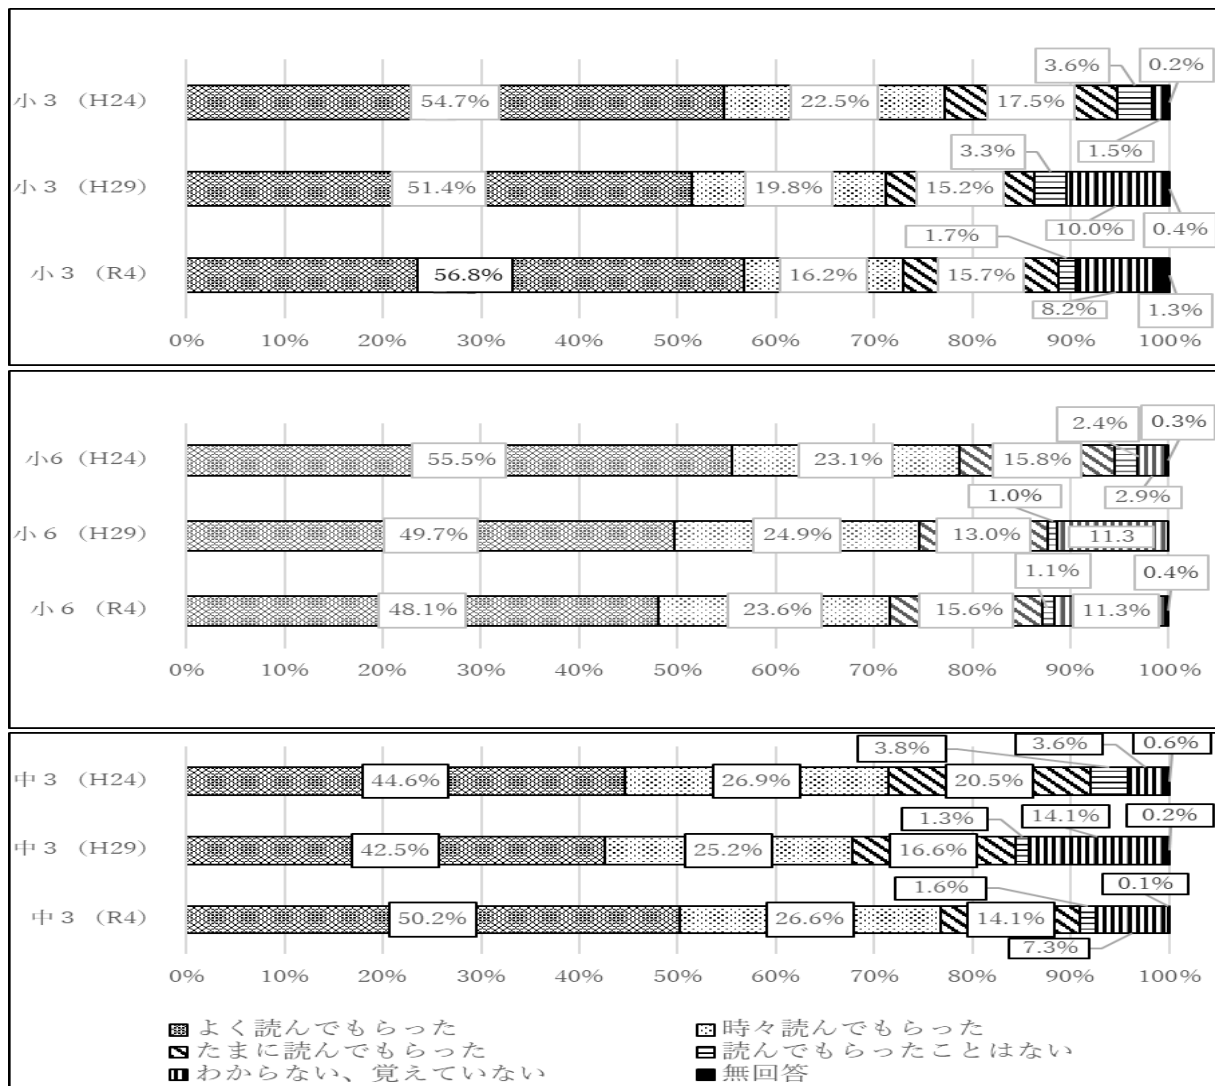 3.6% 0.2%
小３ (H24) 54.7% 22.5% 17.5%
3.3% 1.5%
小３ (H29) 51.4% 19.8% 15.2%
1.7% 10.0% 0.4%
小３ (R4) 56.8% 16.2% 15.7%
8.2% 1.3%
0% 10% 20% 30% 40% 50% 60% 70% 80% 90% 100%
2.4% 0.3%
小6 (H24) 55.5% 23.1% 15.8%
1.0% 2.9%
小６ (H29) 49.7% 24.9% 13.0% 11.3
1.1% 0.4%
小６ (R4) 48.1% 23.6% 15.6% 11.3%
0% 10% 20% 30% 40% 50% 60% 70% 80% 90% 100%
3.8% 3.6% 0.6%
中３ (H24) 44.6% 26.9% 20.5%
1.3% 14.1% 0.2%
中３ (H29) 42.5% 25.2% 16.6%
1.6% 0.1%
中３ (R4) 50.2% 26.6% 14.1%
7.3%
0% 10% 20% 30% 40% 50% 60% 70% 80% 90% 100%
よく読んでもらった 時々読んでもらった
たまに読んでもらった 読んでもらったことはない
わからない、覚えていない 無回答